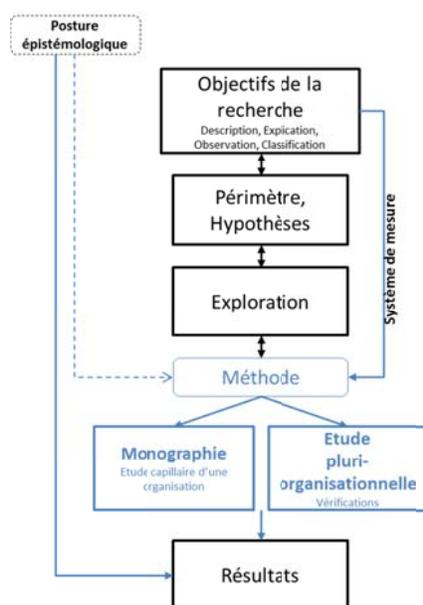 Posture
épistémologique
Objectifs de la
recherche
Description, Expication,
Observation, Classification
Périmètre,
Hypothèses
Système de mesure
Exploration
Méthode
Monographie
Etude capillaire d'une
organisation
Etude
pluri-
organisationnelle
Vérifications
Résultats